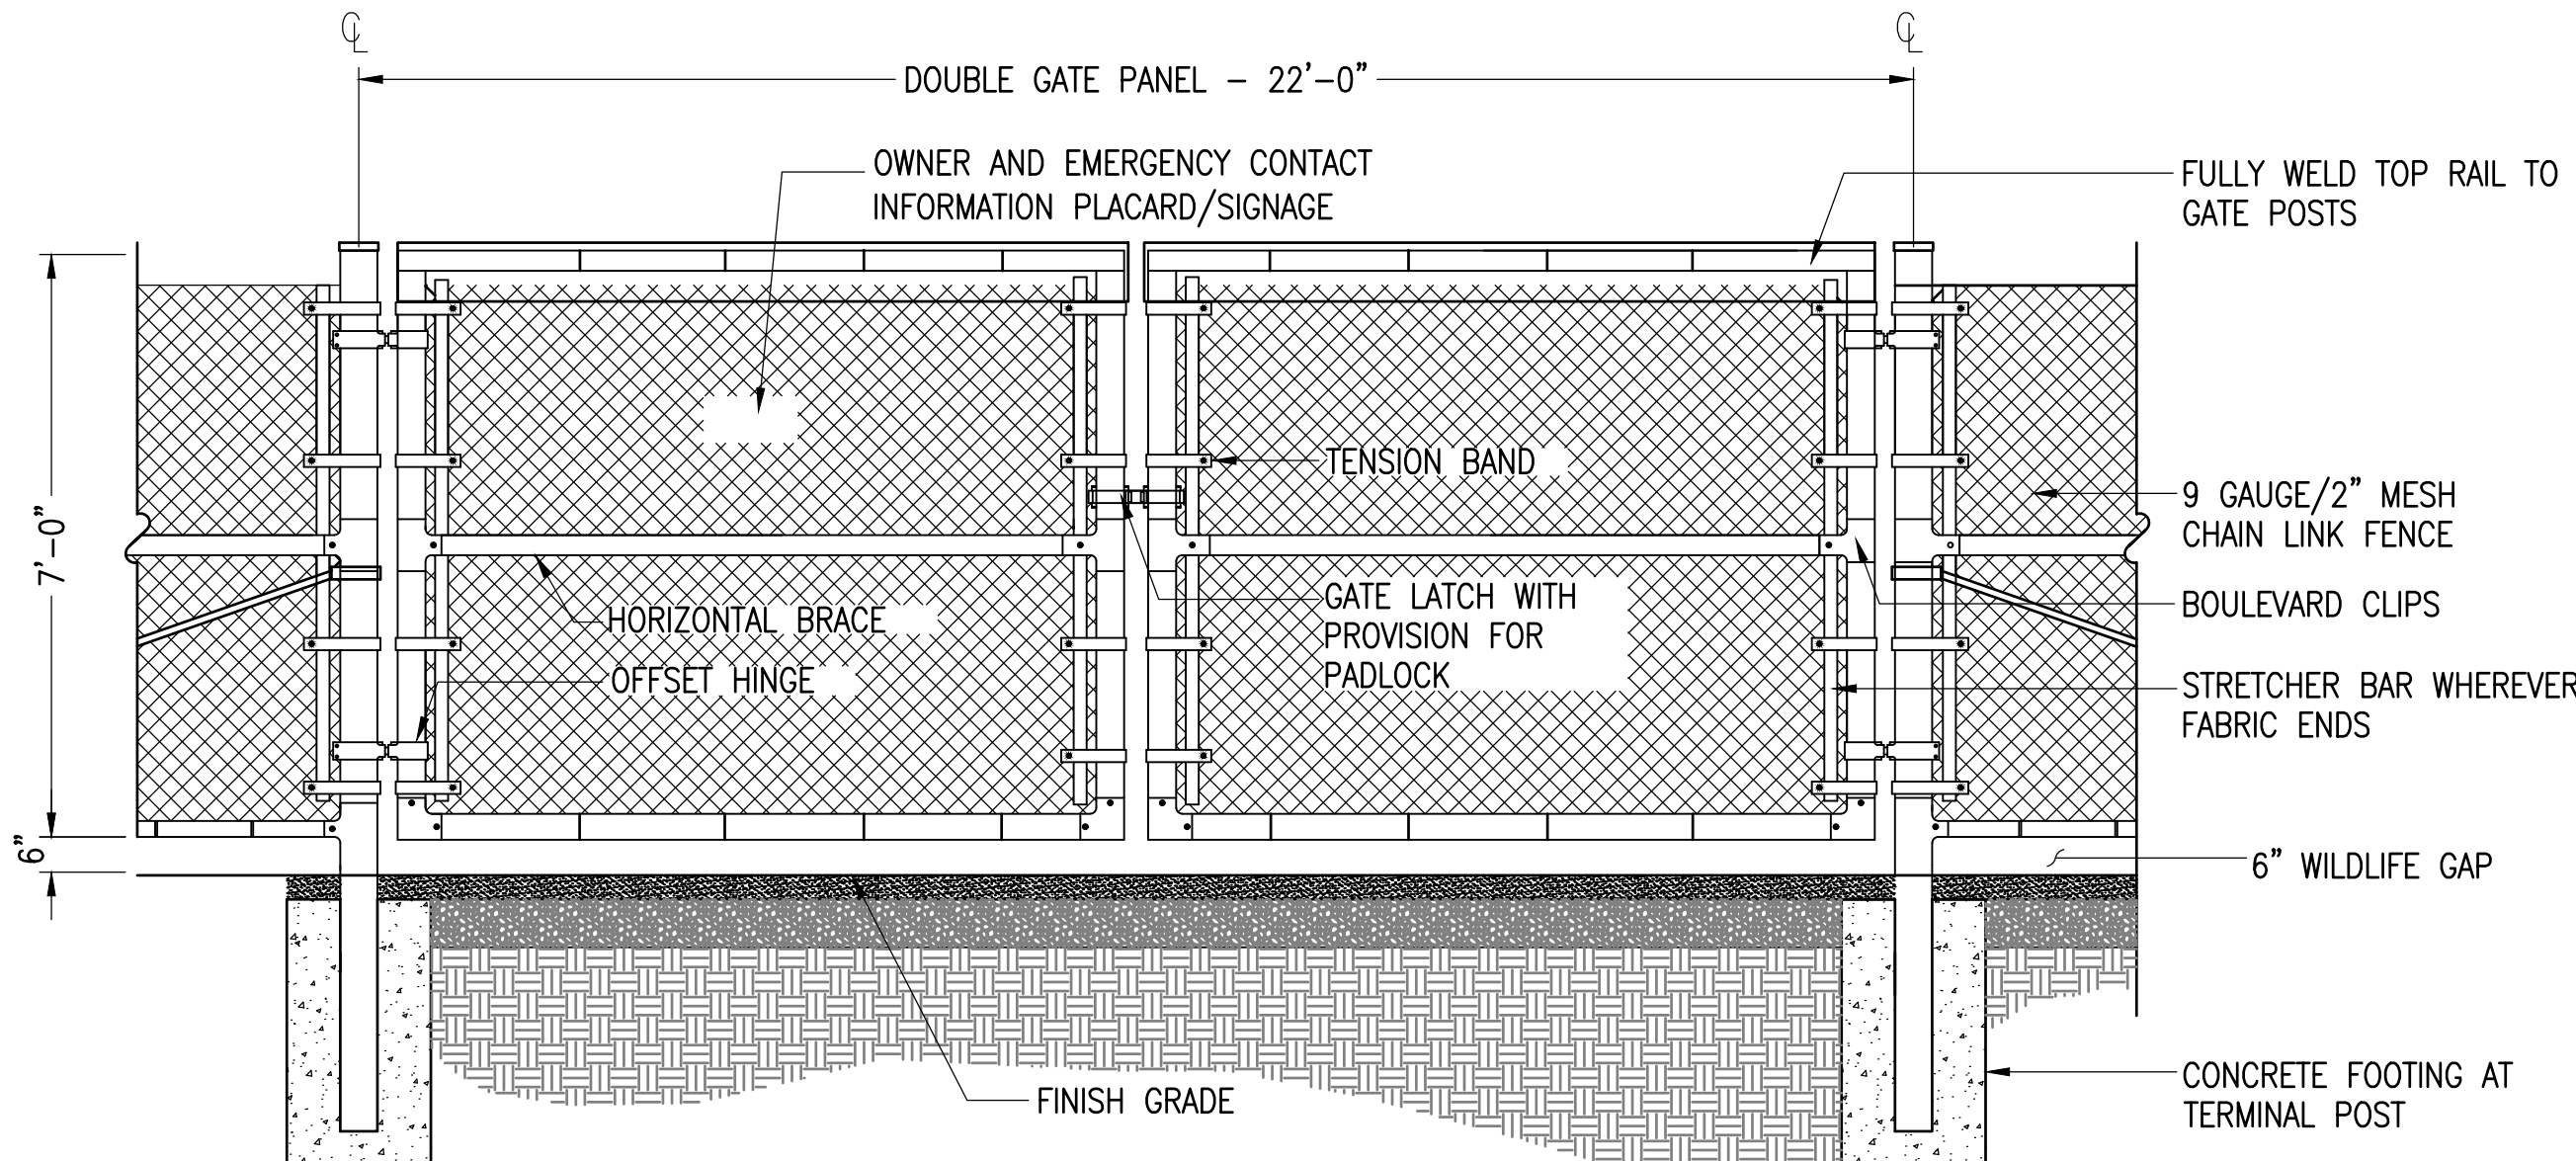 ℄ ℄
DOUBLE GATE PANEL - 22'-0"
OWNER AND EMERGENCY CONTACT
INFORMATION PLACARD/SIGNAGE
FULLY WELD TOP RAIL TO
GATE POSTS
7'-0"
6"
TENSION BAND
9 GAUGE/2" MESH
CHAIN LINK FENCE
HORIZONTAL BRACE
OFFSET HINGE
GATE LATCH WITH
PROVISION FOR
PADLOCK
BOULEVARD CLIPS
STRETCHER BAR WHEREVER
FABRIC ENDS
6" WILDLIFE GAP
FINISH GRADE
CONCRETE FOOTING AT
TERMINAL POST